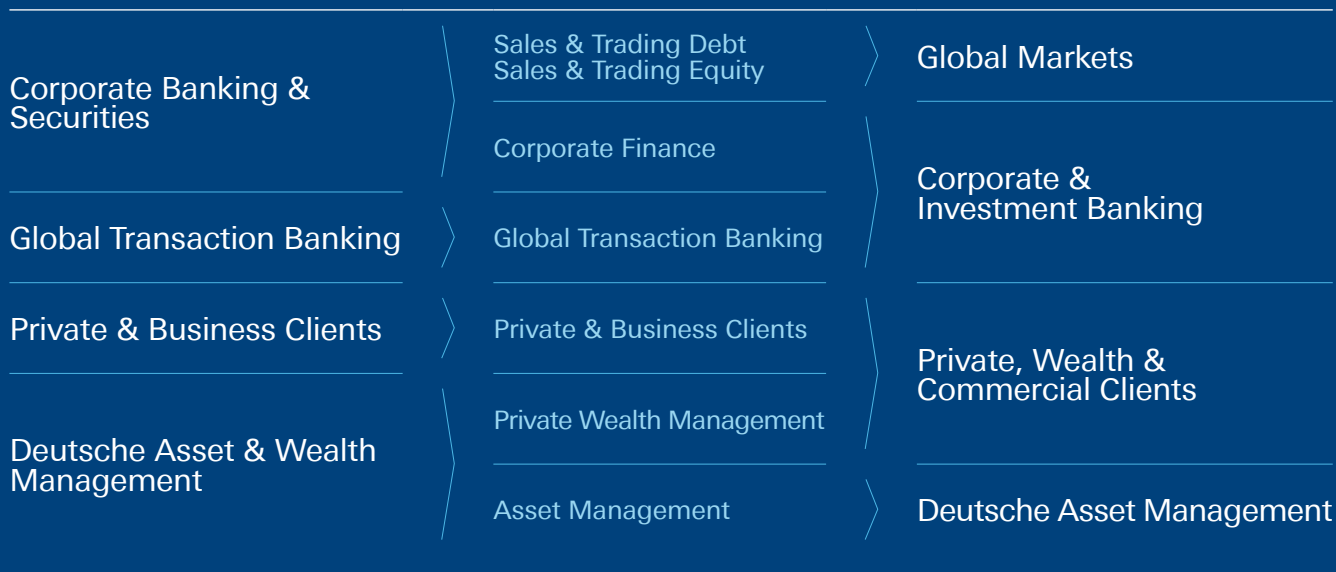 Corporate Banking &
Securities
Global Transaction Banking
Private & Business Clients
Deutsche Asset & Wealth
Management
Sales & Trading Debt
Sales & Trading Equity
Corporate Finance
Global Transaction Banking
Private & Business Clients
Private Wealth Management
Asset Management
Global Markets
Corporate &
Investment Banking
Private, Wealth &
Commercial Clients
Deutsche Asset Management